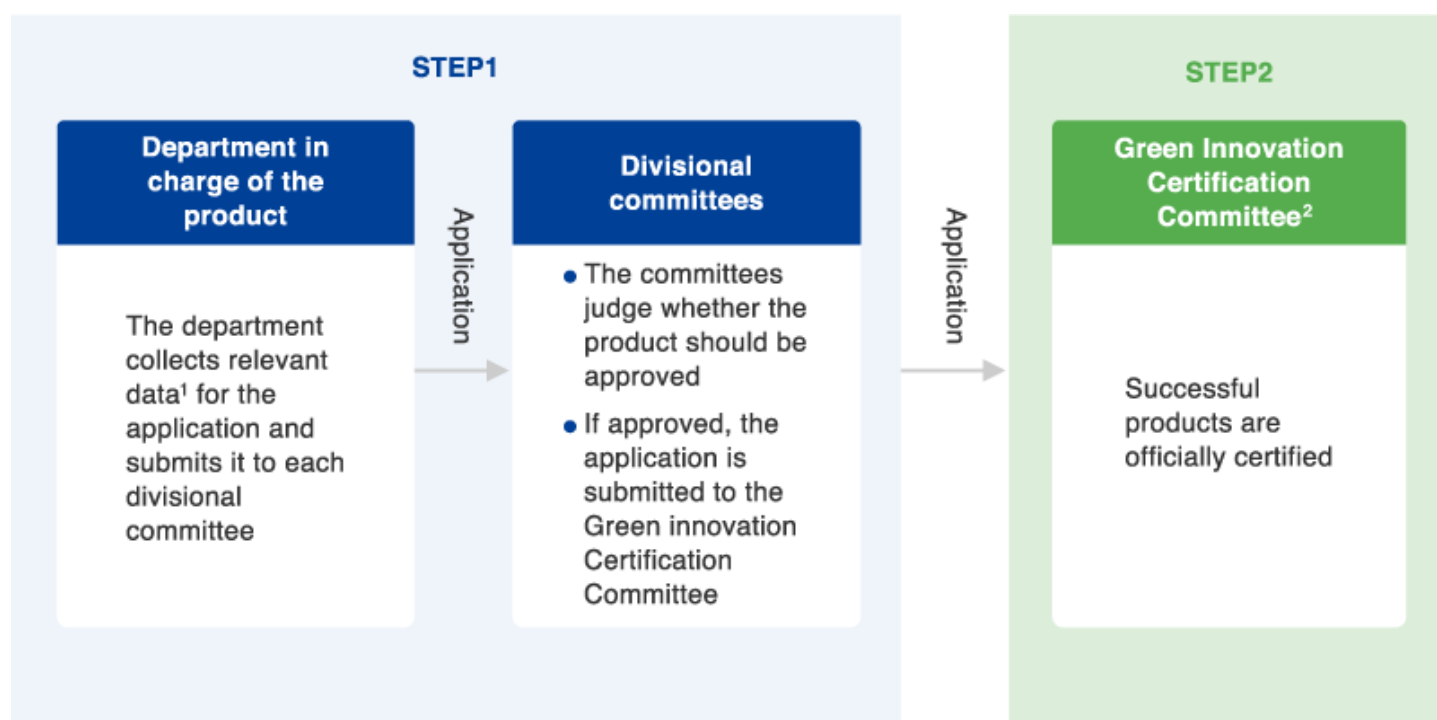 STEP1
Department in
charge of the
product
The department
collects relevant
data¹ for the
application and
submits it to each
divisional
committee
Application
Divisional
committees
• The committees
judge whether the
product should be
approved
• If approved, the
application is
submitted to the
Green innovation
Certification
Committee
Application
STEP2
Green Innovation
Certification
Committee²
Successful
products are
officially certified